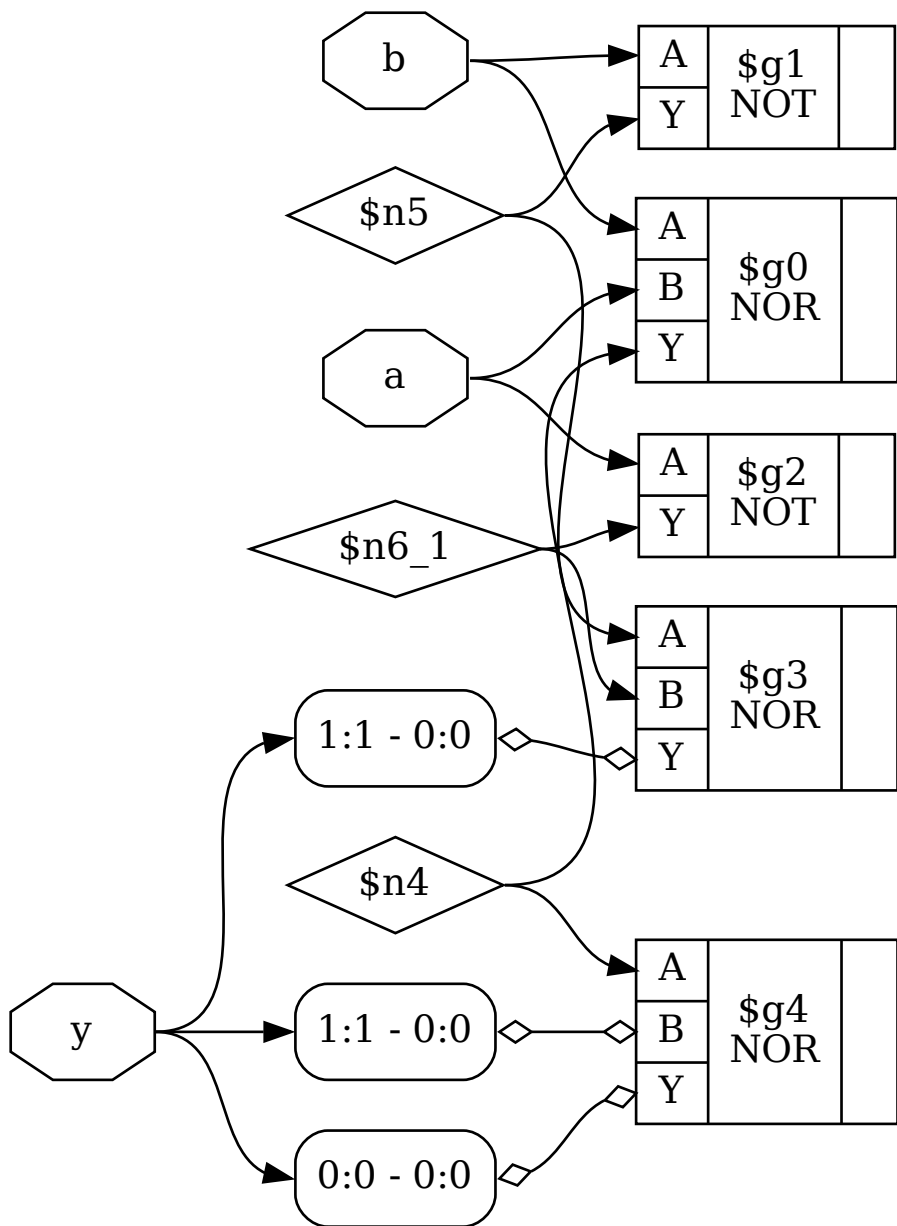 b
A
Y
$g1
NOT
$n5
A
B
Y
$g0
NOR
a
A
Y
$g2
NOT
$n6_1
A
B
Y
$g3
NOR
1:1 - 0:0
$n4
y
1:1 - 0:0
0:0 - 0:0
A
B
Y
$g4
NOR